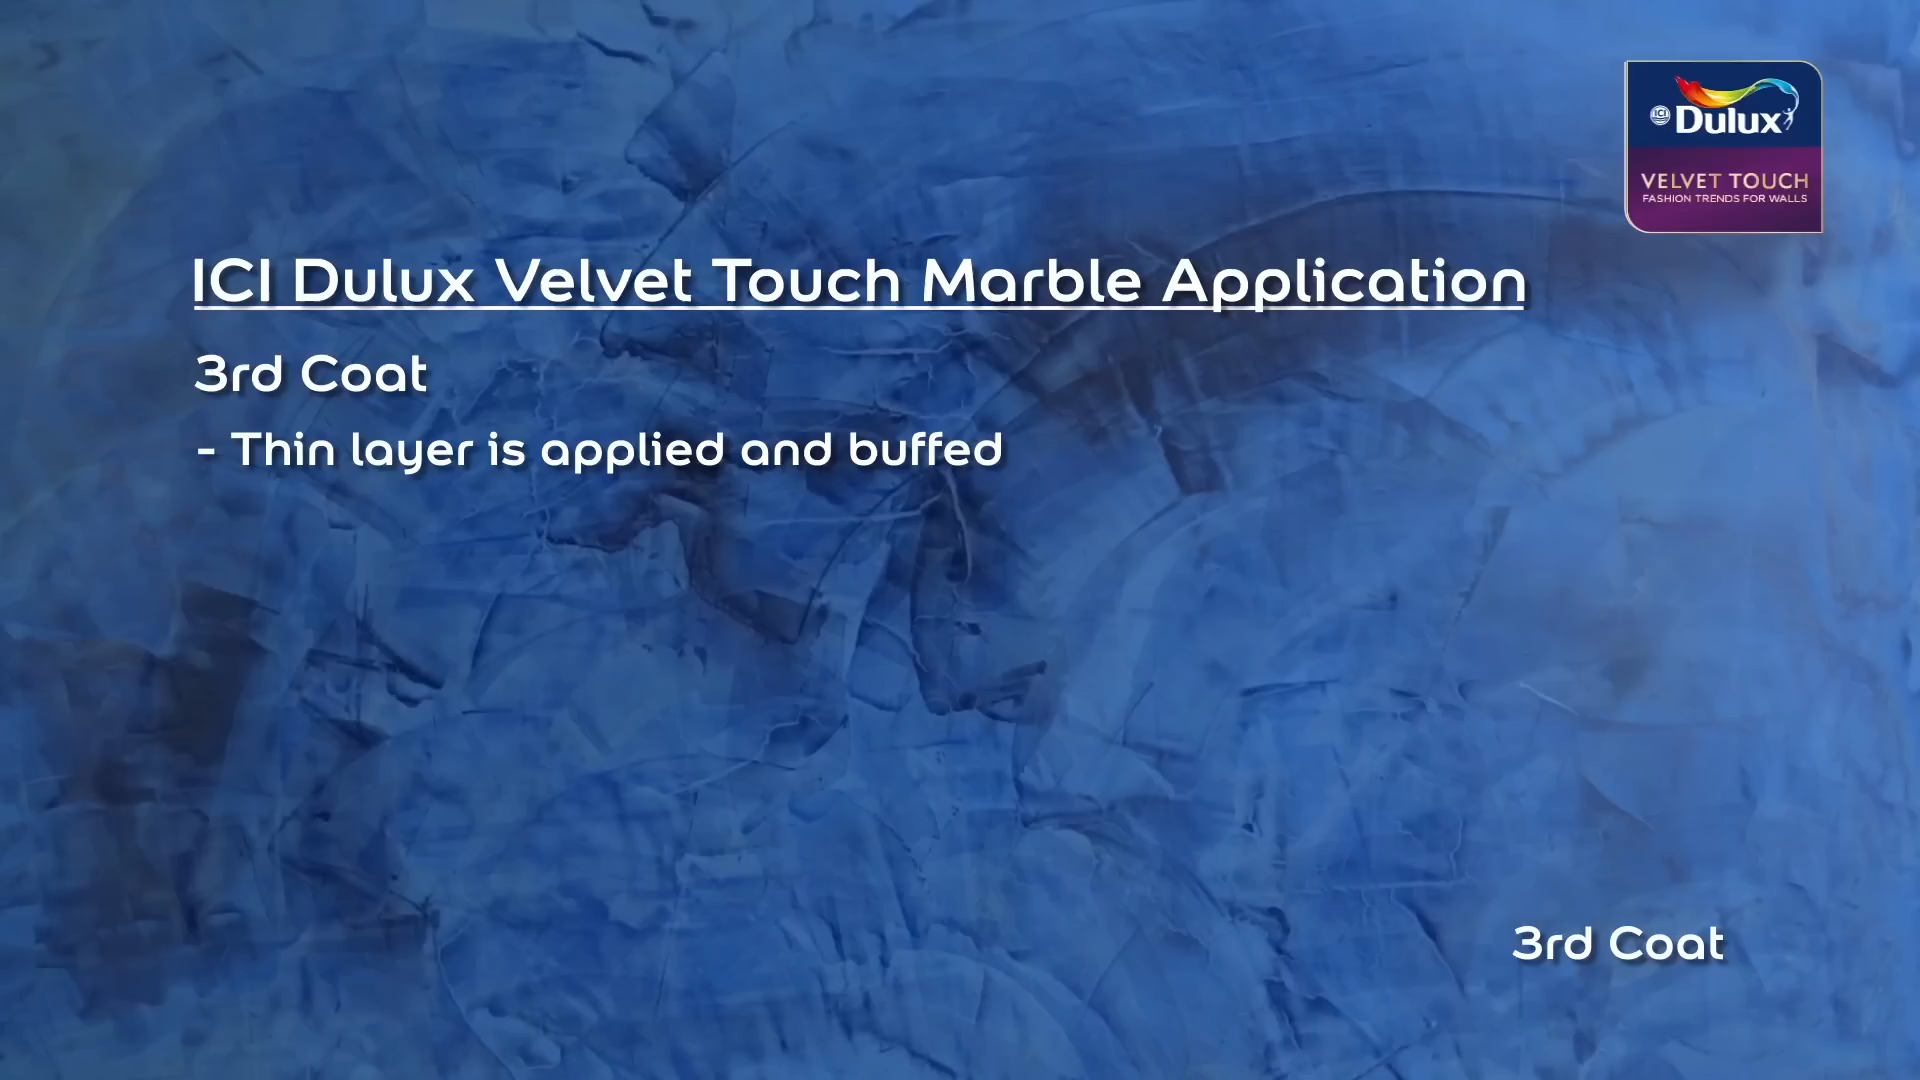 ICI
Dulux
VELVET TOUCH
FASHION TRENDS FOR WALLS
ICI Dulux Velvet Touch Marble Application
3rd Coat
- Thin layer is applied and buffed
3rd Coat